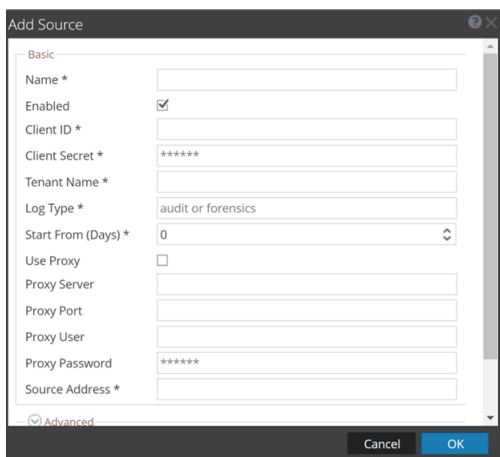 Add Source
Basic
Name *
Enabled
Client ID *
Client Secret * ******
Tenant Name *
Log Type * audit or forensics
Start From (Days) * 0
Use Proxy
Proxy Server
Proxy Port
Proxy User
Proxy Password ******
Source Address *
Advanced
Cancel OK